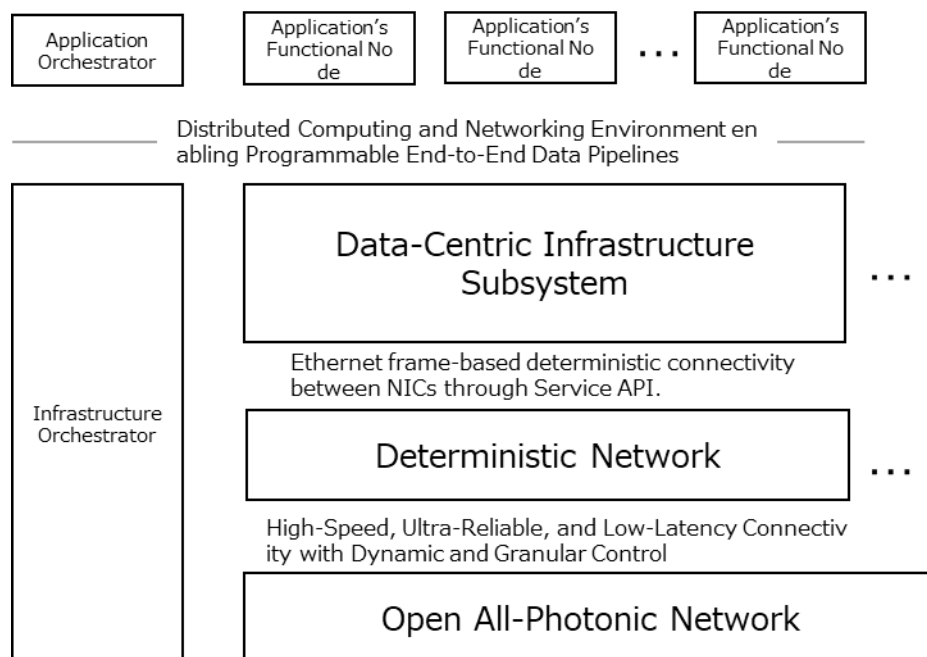 Application
Orchestrator
Application's
Functional No
de
Application's
Functional No
de
...
Application's
Functional No
de
Distributed Computing and Networking Environment en
abling Programmable End-to-End Data Pipelines
Data-Centric Infrastructure
Subsystem
...
Ethernet frame-based deterministic connectivity
between NICs through Service API.
Infrastructure
Orchestrator
Deterministic Network
...
High-Speed, Ultra-Reliable, and Low-Latency Connectiv
ity with Dynamic and Granular Control
Open All-Photonic Network